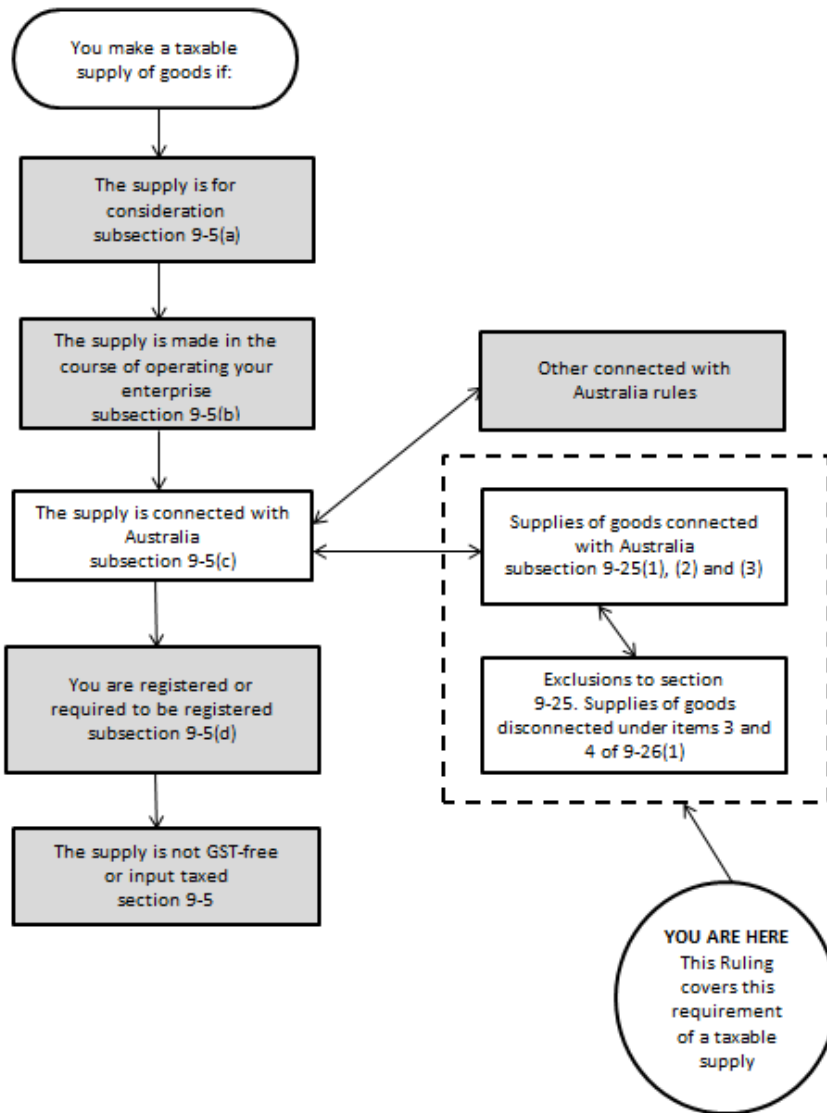 You make a taxable
supply of goods if:
The supply is for
consideration
subsection 9-5(a)
The supply is made in the
course of operating your
enterprise
subsection 9-5(b)
Other connected with
Australia rules
The supply is connected with
Australia
subsection 9-5(c)
Supplies of goods connected
with Australia
subsection 9-25(1), (2) and (3)
You are registered or
required to be registered
subsection 9-5(d)
Exclusions to section
9-25. Supplies of goods
disconnected under items 3 and
4 of 9-26(1)
The supply is not GST-free
or input taxed
section 9-5
YOU ARE HERE
This Ruling
covers this
requirement
of a taxable
supply